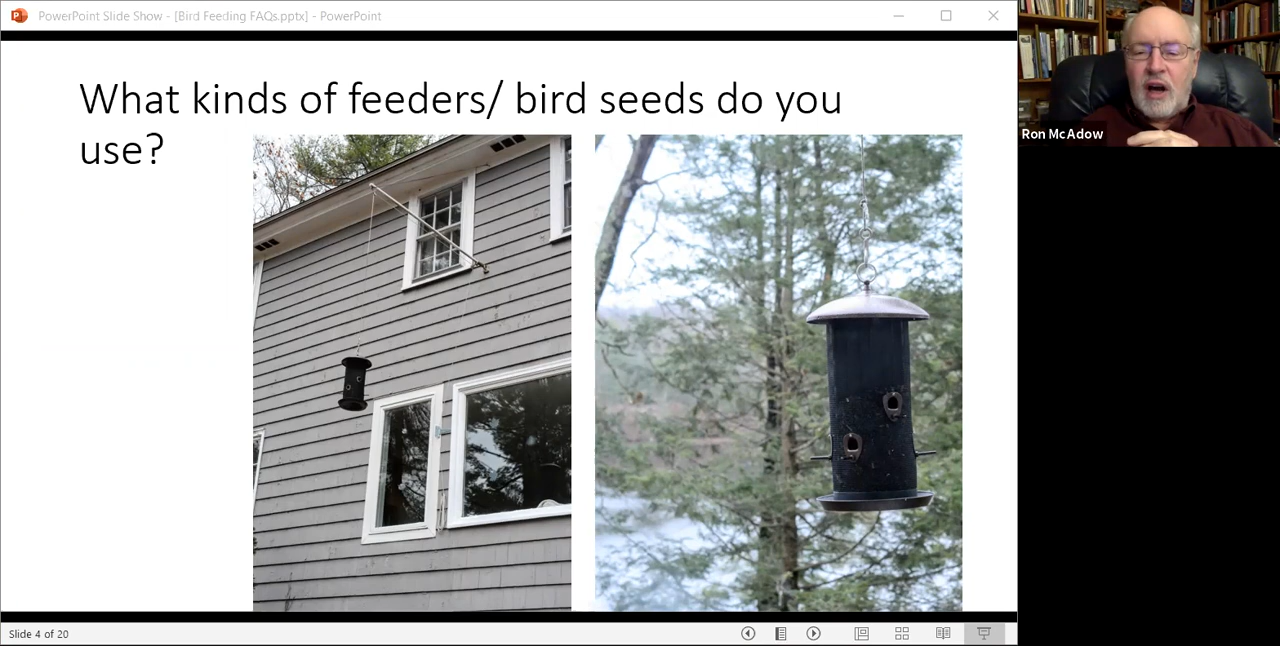 PowerPoint Slide Show - [Bird Feeding FAQs.pptx] - PowerPoint
What kinds of feeders/ bird seeds do you
use?
Ron McAdow
Slide 4 of 20